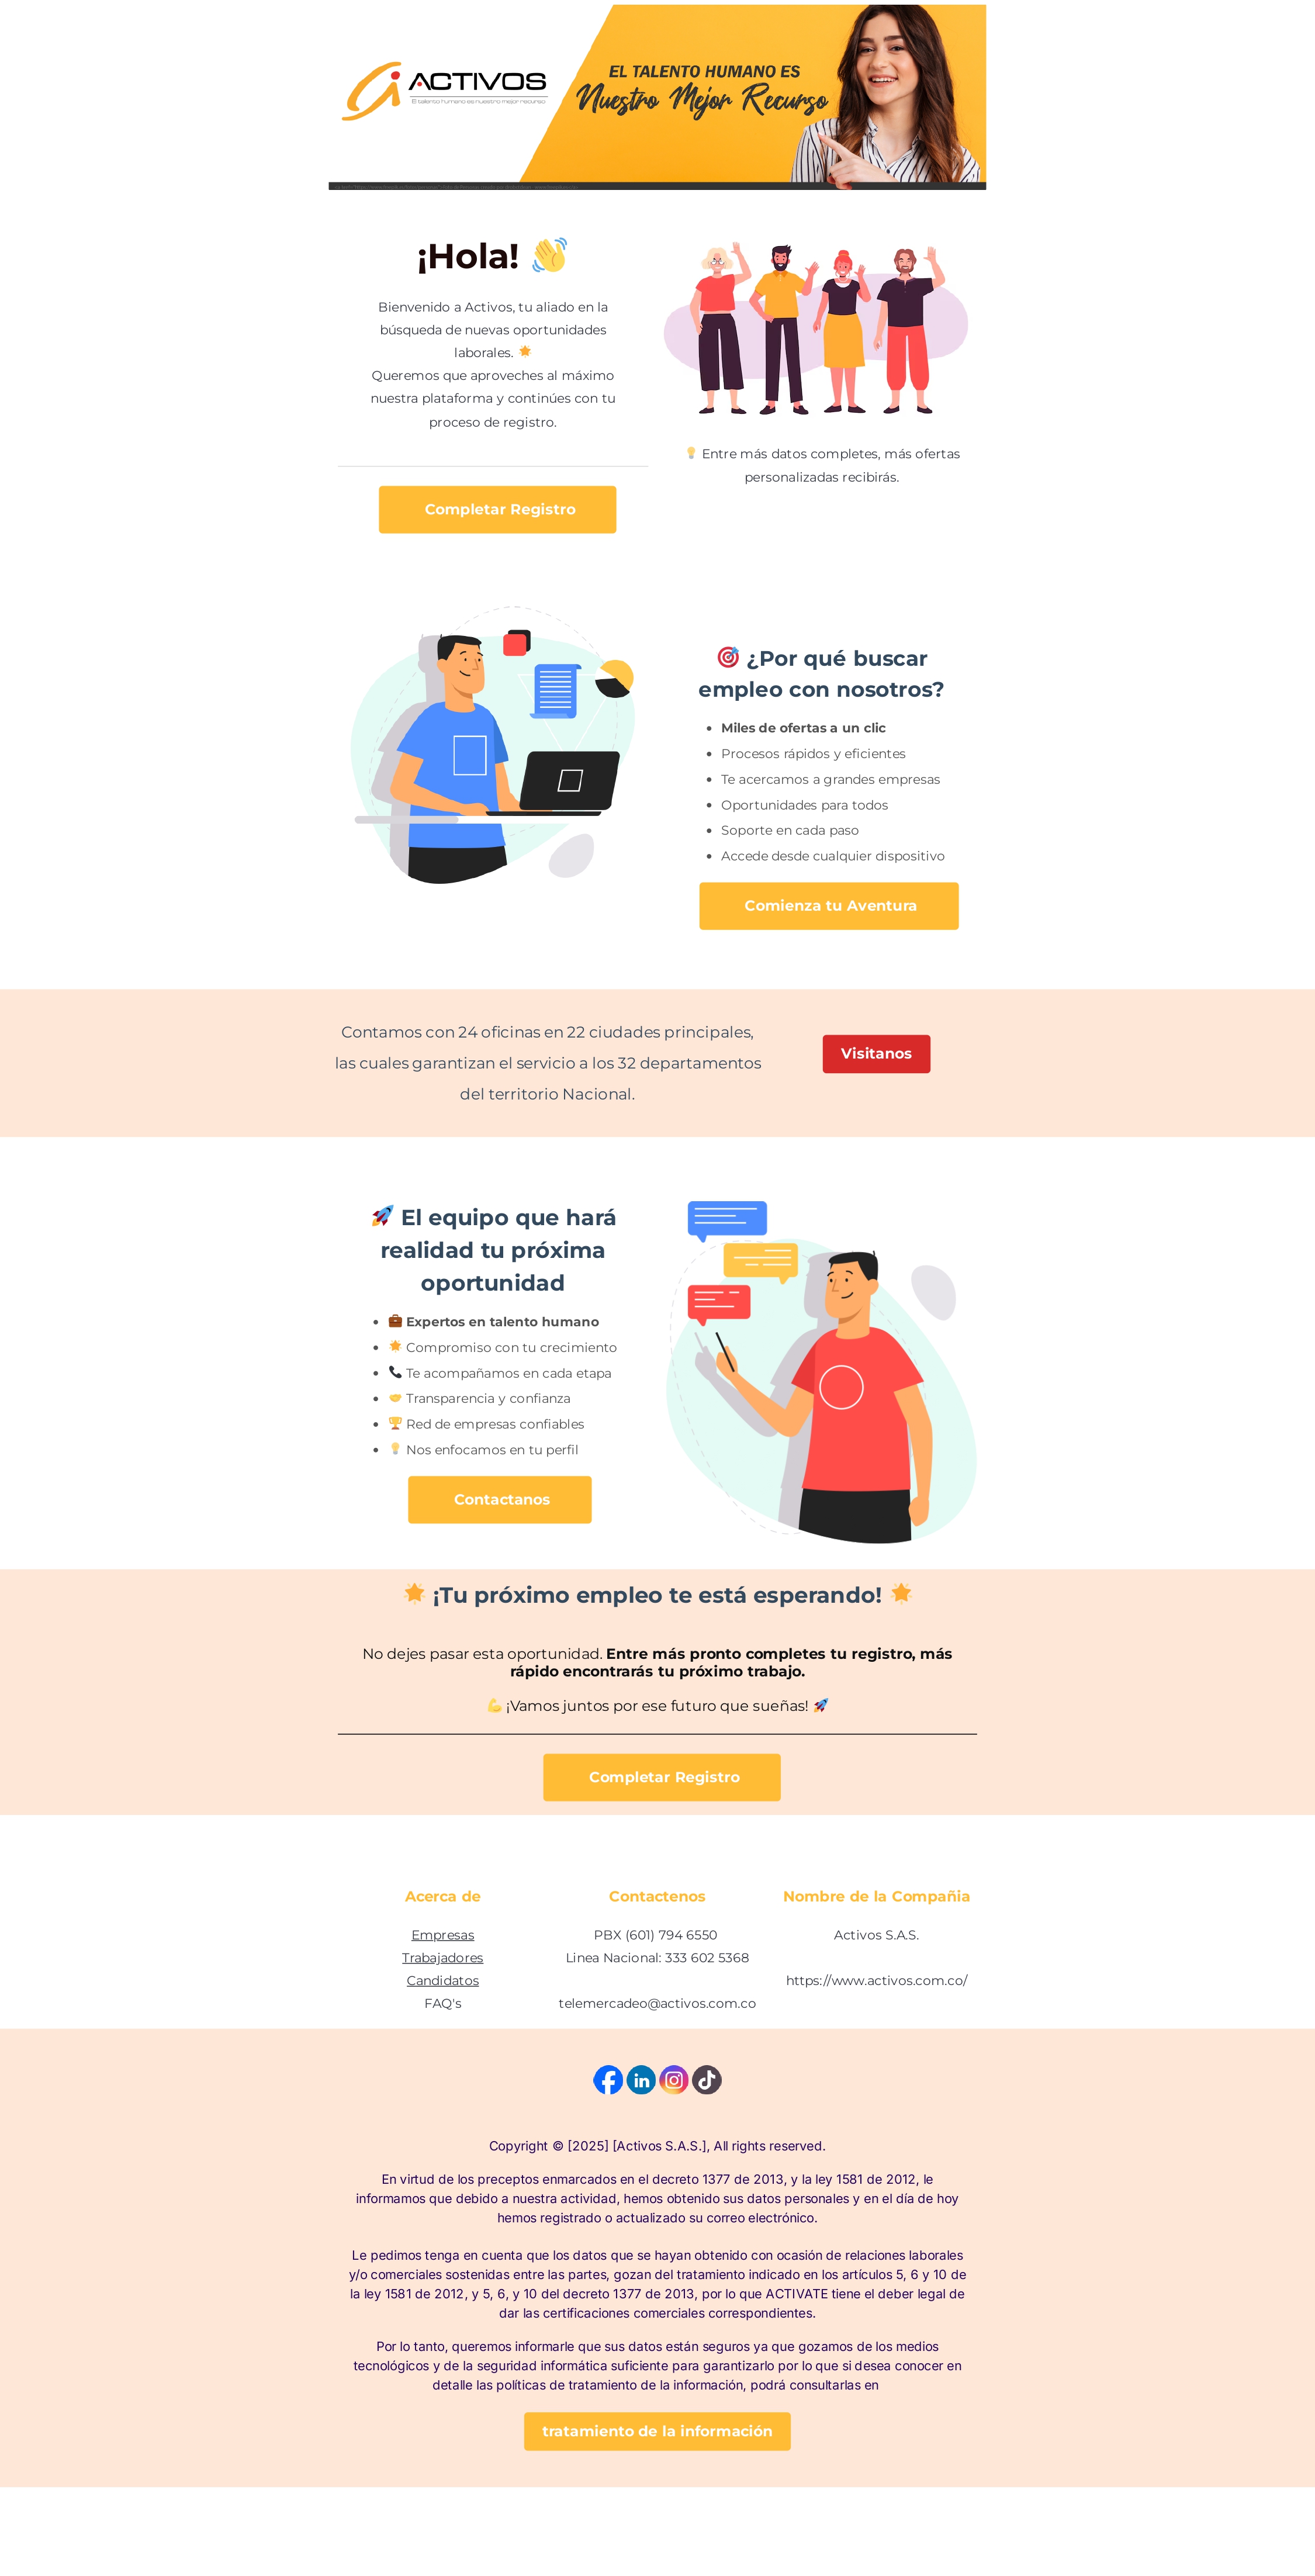 ACTIVOS
El talento humano es nuestro mejor recurso
EL TALENTO HUMANO ES
Nuestro Mejor Recurso
¡Hola! 👋
Bienvenido a Activos, tu aliado en la
búsqueda de nuevas oportunidades
laborales. 🌟
Queremos que aproveches al máximo
nuestra plataforma y continúes con tu
proceso de registro.
Completar Registro
💡 Entre más datos completes, más ofertas
personalizadas recibirás.
🎯 ¿Por qué buscar
empleo con nosotros?
• Miles de ofertas a un clic
• Procesos rápidos y eficientes
• Te acercamos a grandes empresas
• Oportunidades para todos
• Soporte en cada paso
• Accede desde cualquier dispositivo
Comienza tu Aventura
Contamos con 24 oficinas en 22 ciudades principales,
las cuales garantizan el servicio a los 32 departamentos
del territorio Nacional.
Visitanos
🚀 El equipo que hará
realidad tu próxima
oportunidad
• 💼 Expertos en talento humano
• 🌟 Compromiso con tu crecimiento
• 📞 Te acompañamos en cada etapa
• 🤝 Transparencia y confianza
• 🏆 Red de empresas confiables
• 💡 Nos enfocamos en tu perfil
Contactanos
🌟 ¡Tu próximo empleo te está esperando! 🌟
No dejes pasar esta oportunidad. Entre más pronto completes tu registro, más
rápido encontrarás tu próximo trabajo.
💪 ¡Vamos juntos por ese futuro que sueñas! 🚀
Completar Registro
Acerca de
Empresas
Trabajadores
Candidatos
FAQ's
Contactenos
PBX (601) 794 6550
Linea Nacional: 333 602 5368
telemercadeo@activos.com.co
Nombre de la Compañia
Activos S.A.S.
https://www.activos.com.co/
Copyright © [2025] [Activos S.A.S.], All rights reserved.
En virtud de los preceptos enmarcados en el decreto 1377 de 2013, y la ley 1581 de 2012, le
informamos que debido a nuestra actividad, hemos obtenido sus datos personales y en el día de hoy
hemos registrado o actualizado su correo electrónico.
Le pedimos tenga en cuenta que los datos que se hayan obtenido con ocasión de relaciones laborales
y/o comerciales sostenidas entre las partes, gozan del tratamiento indicado en los artículos 5, 6 y 10 de
la ley 1581 de 2012, y 5, 6, y 10 del decreto 1377 de 2013, por lo que ACTIVATE tiene el deber legal de
dar las certificaciones comerciales correspondientes.
Por lo tanto, queremos informarle que sus datos están seguros ya que gozamos de los medios
tecnológicos y de la seguridad informática suficiente para garantizarlo por lo que si desea conocer en
detalle las políticas de tratamiento de la información, podrá consultarlas en
tratamiento de la información